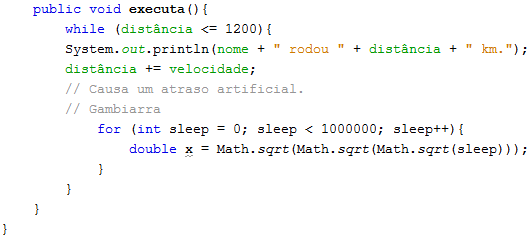 public void executa(){
while (distância <= 1200){
System.out.println(nome + " rodou " + distância + " km.");
distância += velocidade;
// Causa um atraso artificial.
// Gambiarra
for (int sleep = 0; sleep < 1000000; sleep++){
double x = Math.sqrt(Math.sqrt(Math.sqrt(sleep)));
}
}
}
}